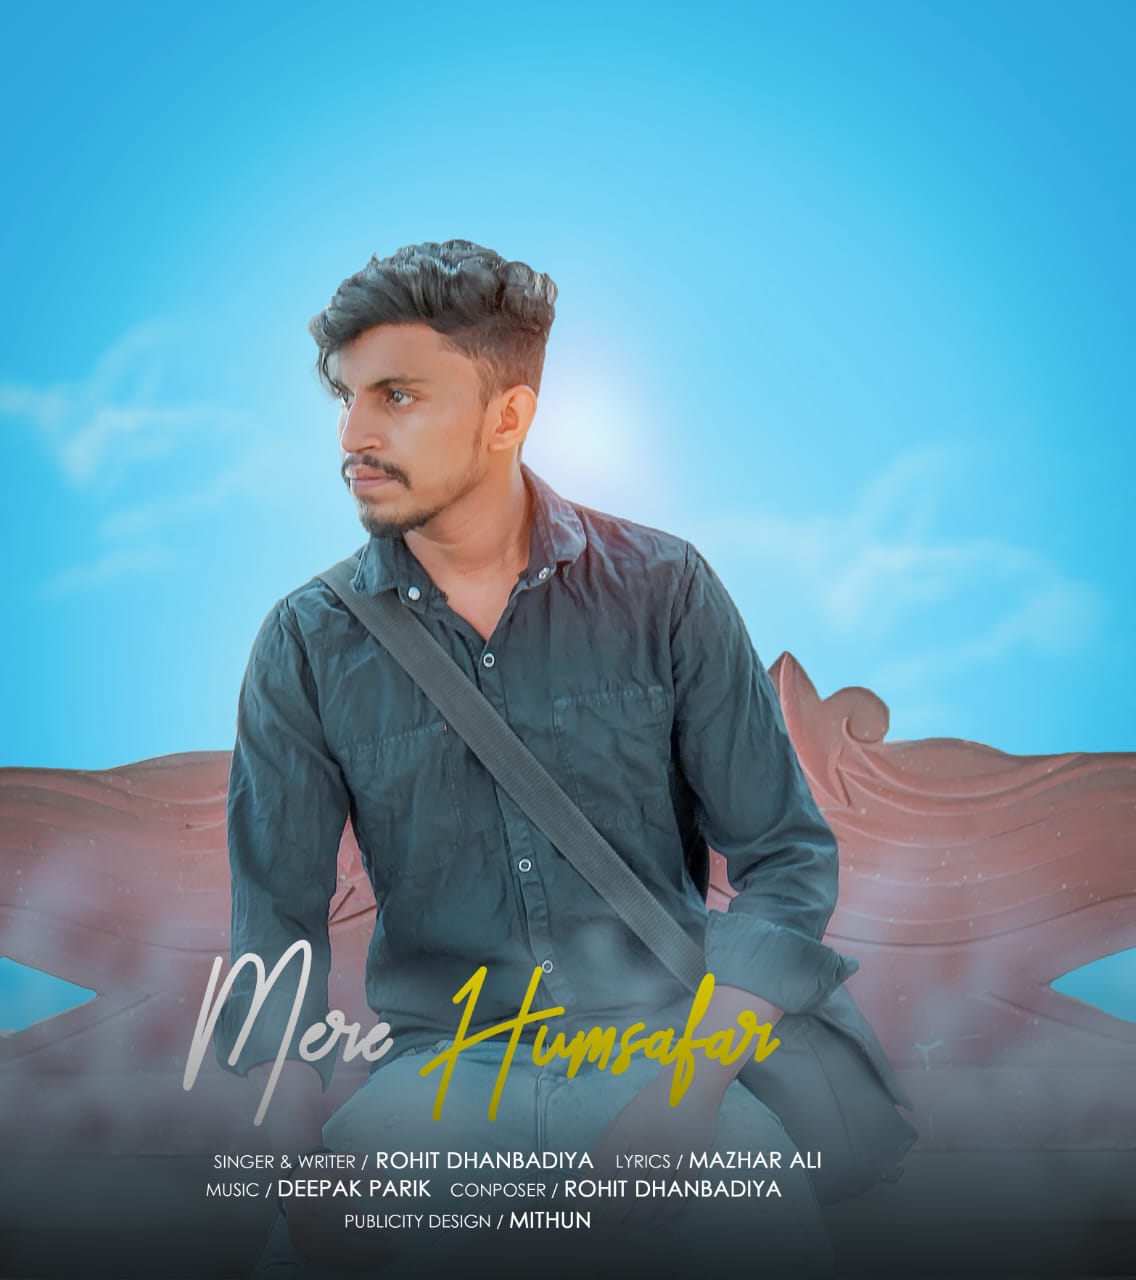 Mere Humsafar
SINGER & WRITER / ROHIT DHANBADIYA LYRICS / MAZHAR ALI
MUSIC / DEEPAK PARIK CONPOSER / ROHIT DHANBADIYA
PUBLICITY DESIGN / MITHUN